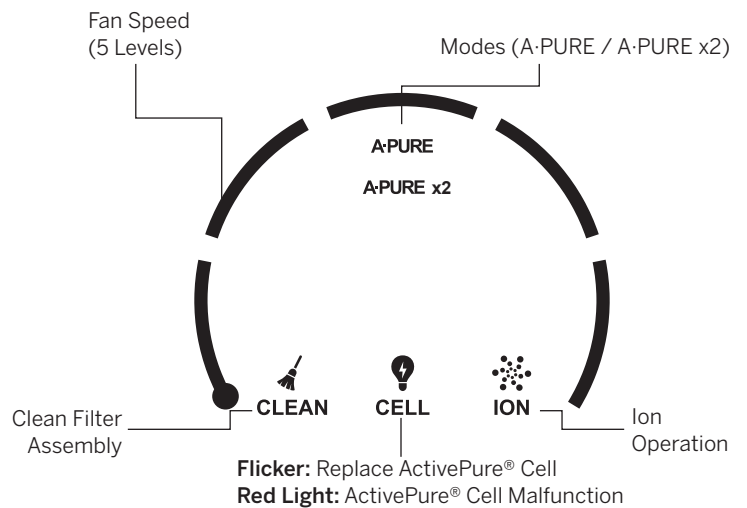 Fan Speed
(5 Levels)
Modes (A·PURE / A·PURE x2)
A·PURE
A·PURE x2
CLEAN
CELL
ION
Clean Filter
Assembly
Ion
Operation
Flicker: Replace ActivePure® Cell
Red Light: ActivePure® Cell Malfunction